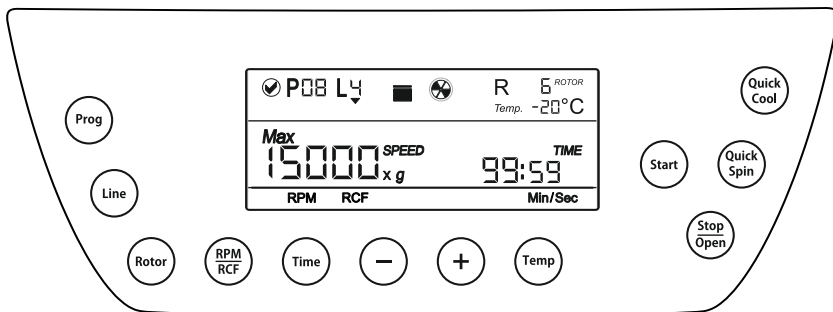 P08 L4 R 6 ROTOR
Temp. -20°C
Max
15000 SPEED x g
TIME 99:59
RPM RCF Min/Sec
Prog
Line
Rotor
RPM
RCF
Time
−
+
Temp
Start
Quick
Cool
Quick
Spin
Stop
Open